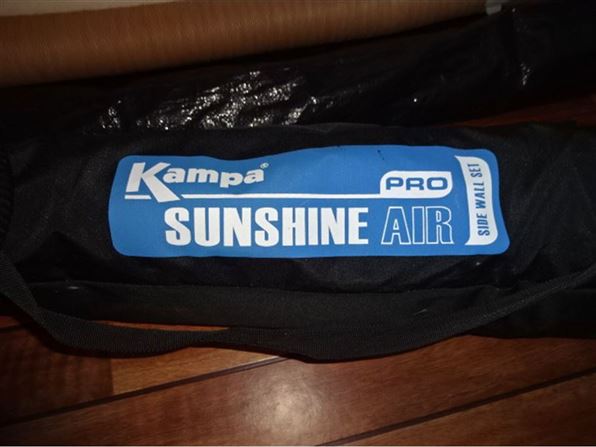 Kampa®
PRO
SUNSHINE AIR
SIDE WALL SET